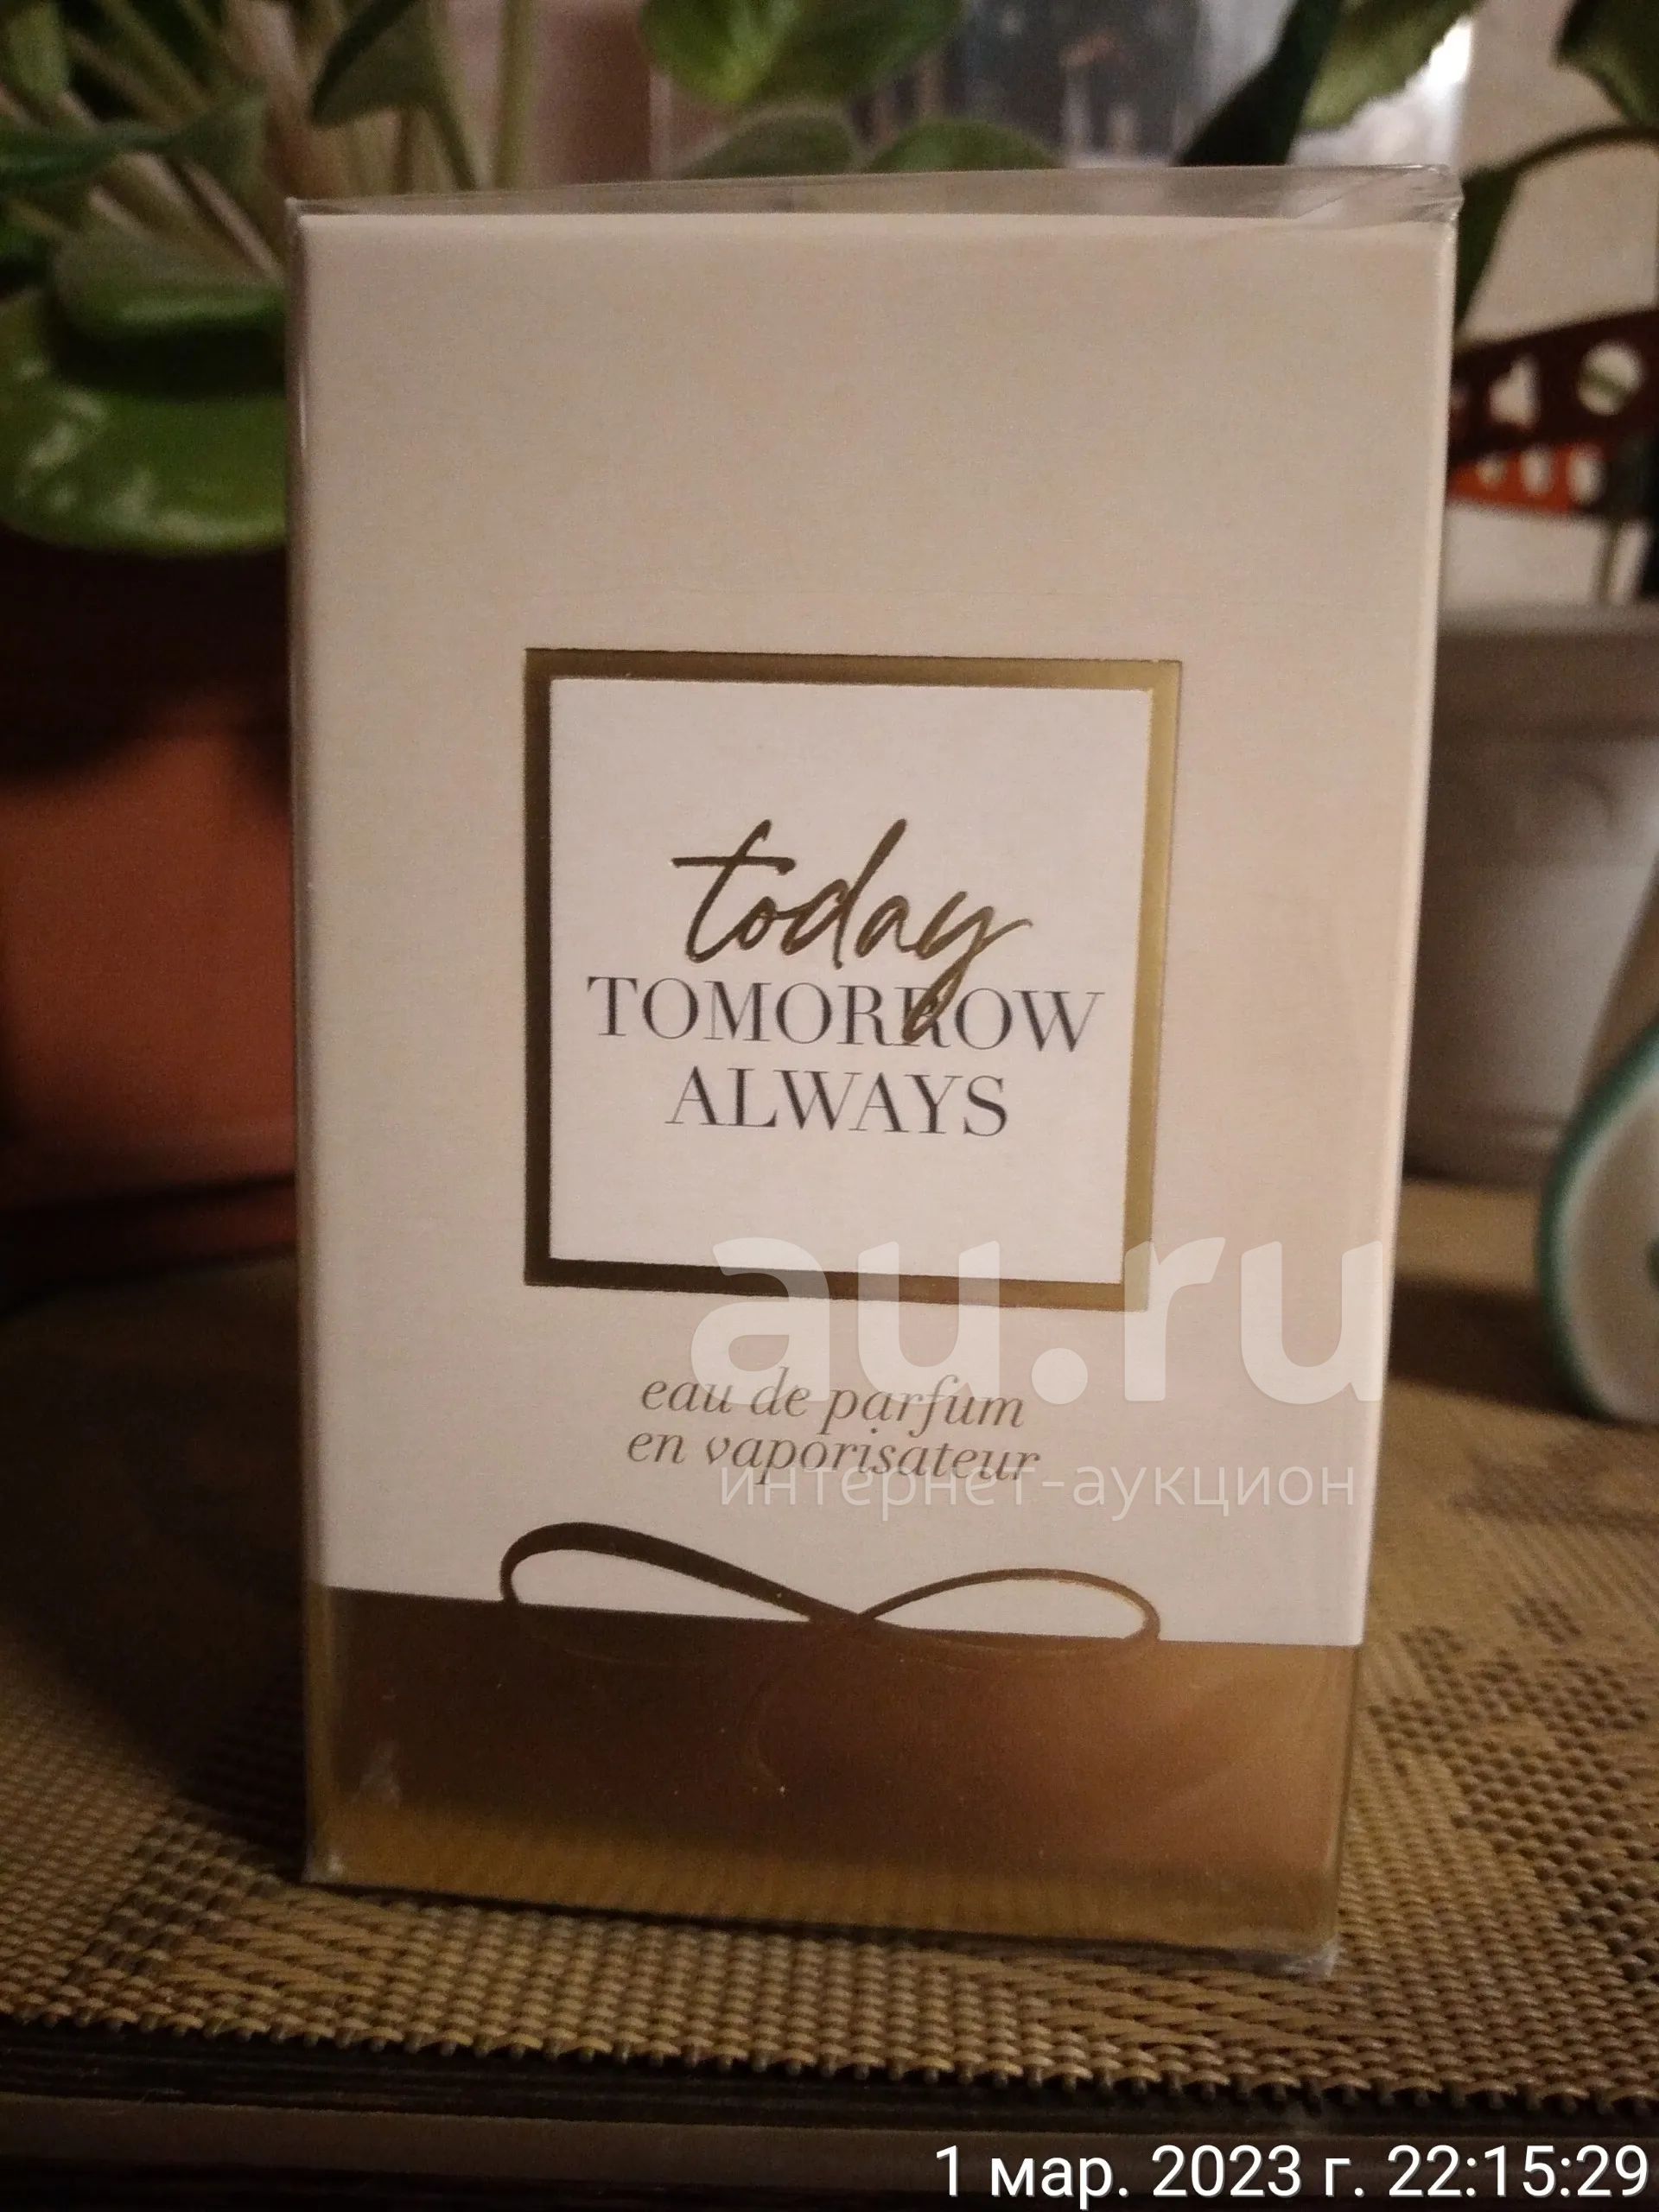 today
TOMORROW
ALWAYS
au.ru
eau de parfum
en vaporisateur
интернет-аукцион
1 мар. 2023 г. 22:15:29